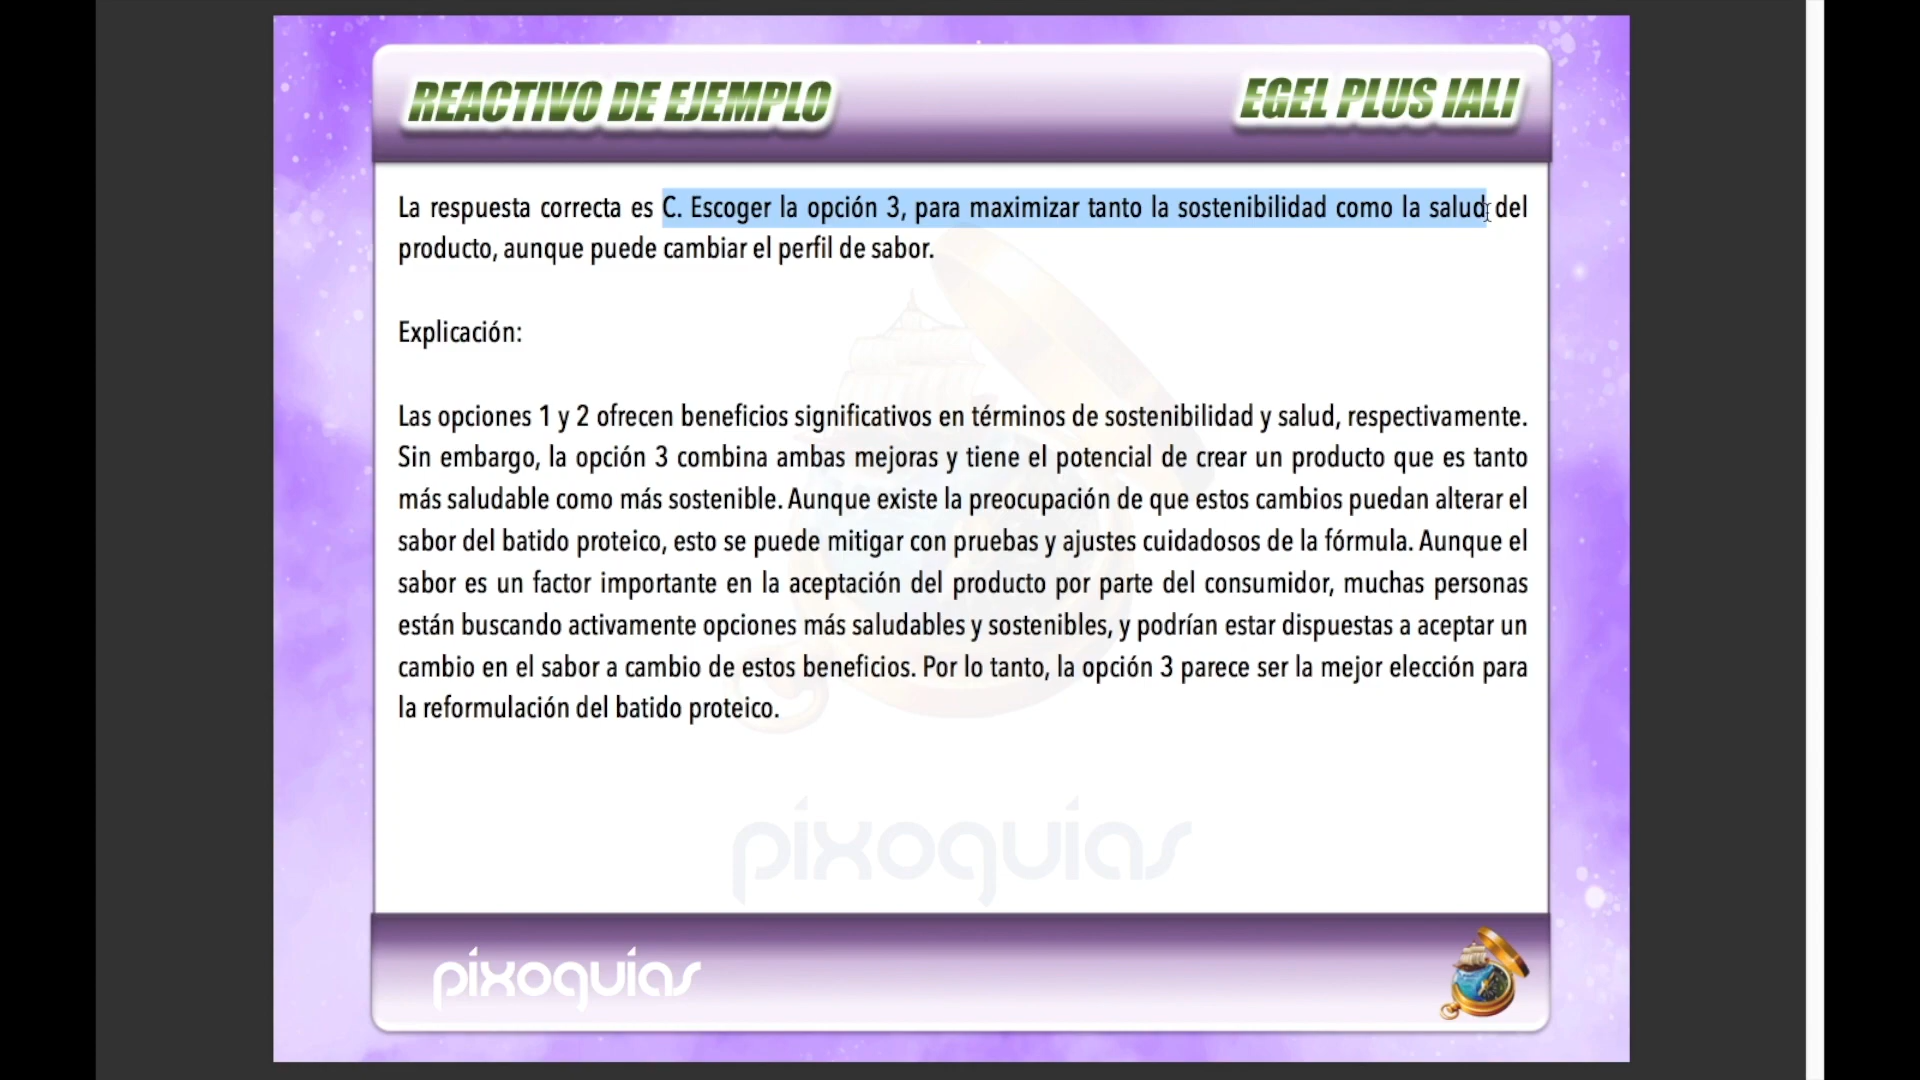 REACTIVO DE EJEMPLO
EGEL PLUS IALI
La respuesta correcta es C. Escoger la opción 3, para maximizar tanto la sostenibilidad como la salud del
producto, aunque puede cambiar el perfil de sabor.
Explicación:
Las opciones 1 y 2 ofrecen beneficios significativos en términos de sostenibilidad y salud, respectivamente.
Sin embargo, la opción 3 combina ambas mejoras y tiene el potencial de crear un producto que es tanto
más saludable como más sostenible. Aunque existe la preocupación de que estos cambios puedan alterar el
sabor del batido proteico, esto se puede mitigar con pruebas y ajustes cuidadosos de la fórmula. Aunque el
sabor es un factor importante en la aceptación del producto por parte del consumidor, muchas personas
están buscando activamente opciones más saludables y sostenibles, y podrían estar dispuestas a aceptar un
cambio en el sabor a cambio de estos beneficios. Por lo tanto, la opción 3 parece ser la mejor elección para
la reformulación del batido proteico.
pixoguías
pixoguías